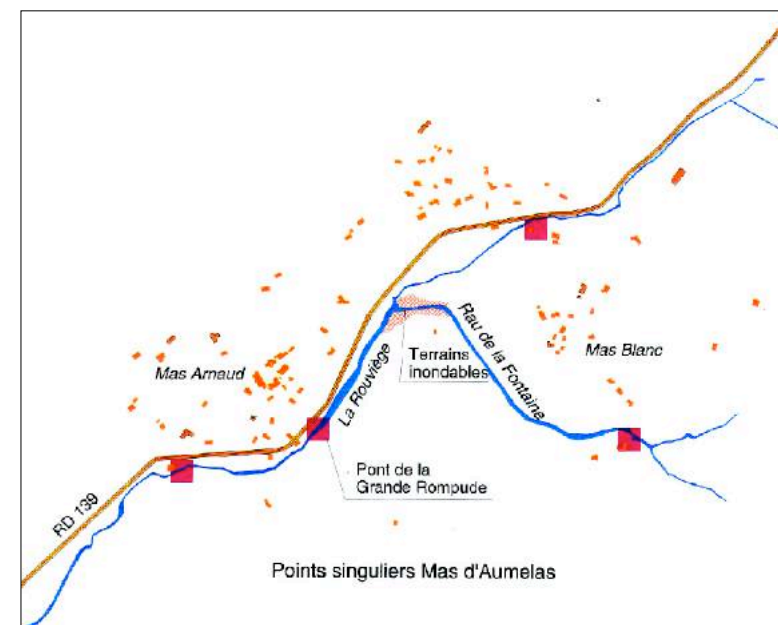 Mas Arnaud
La Rouviège
Terrains
inondables
Rau de la Fontaine
Mas Blanc
Pont de la
Grande Rompude
RD 139
Points singuliers Mas d'Aumelas